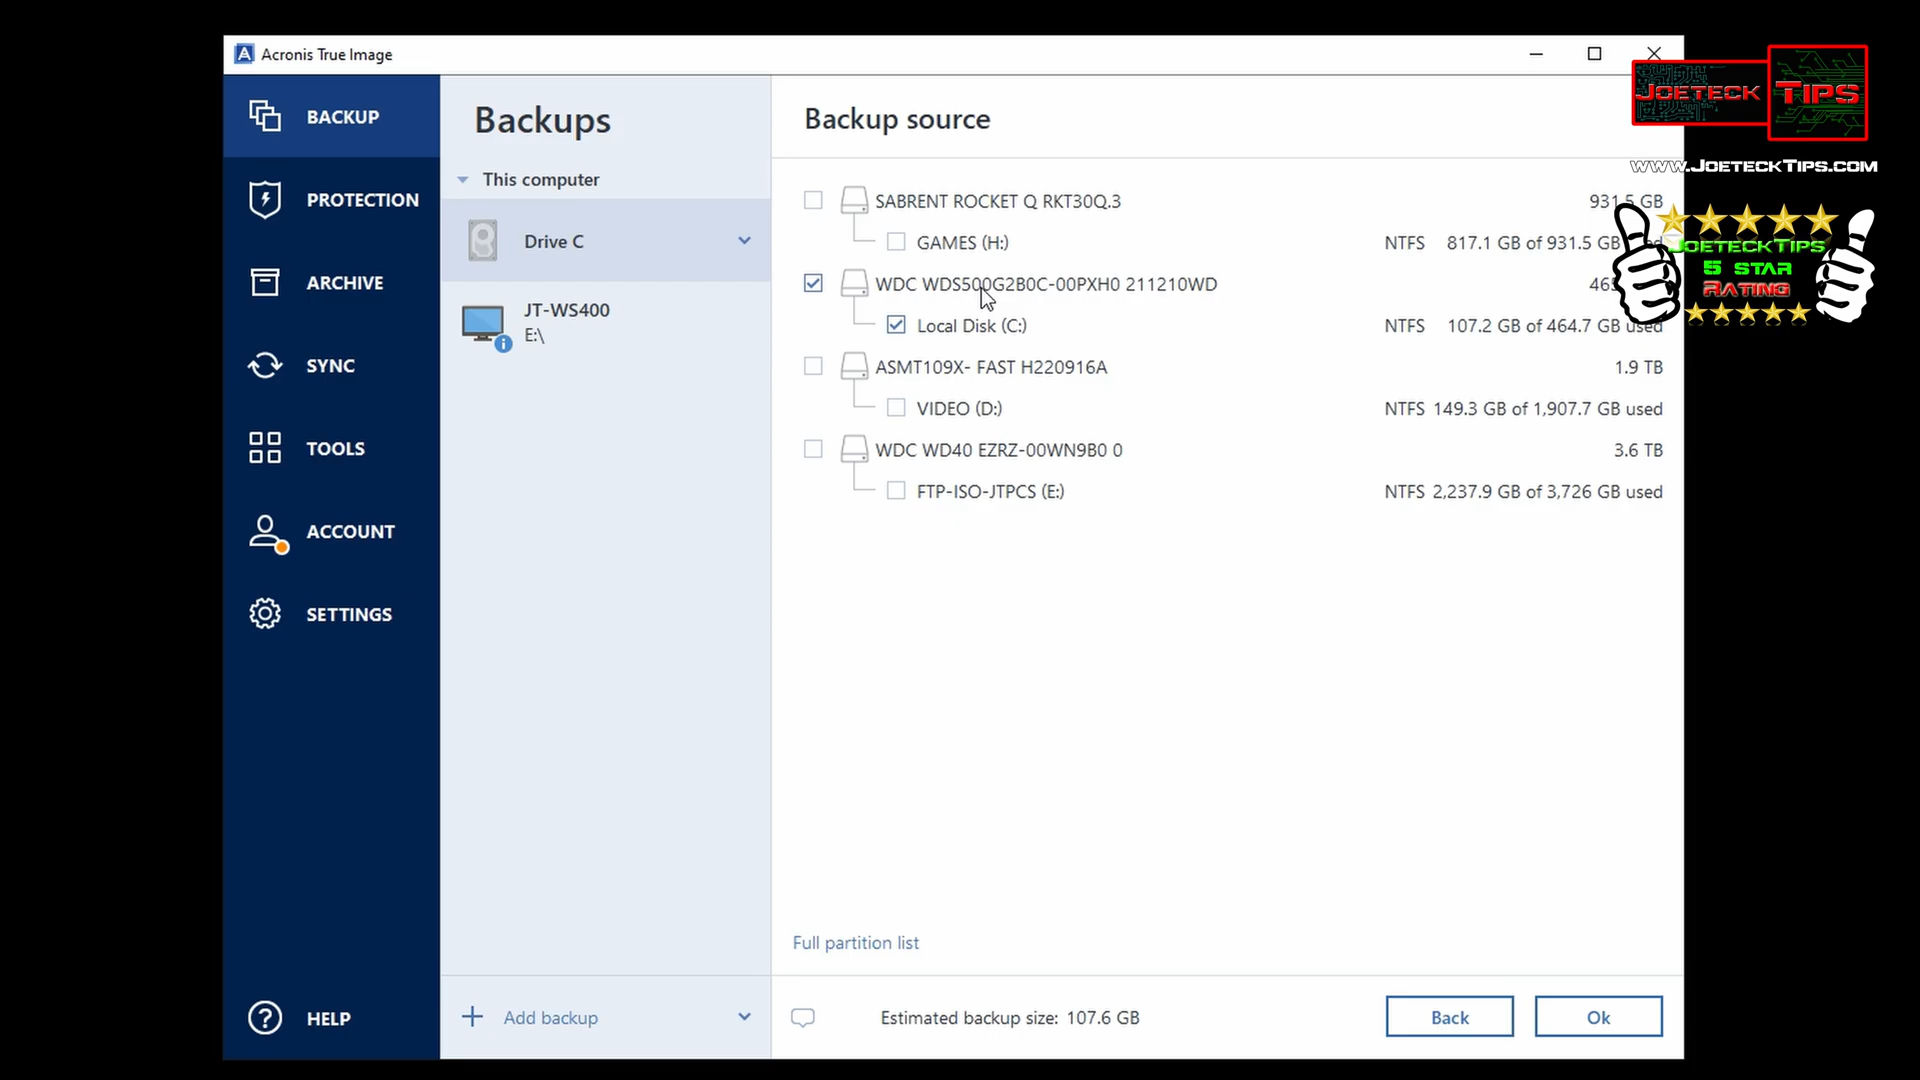 Acronis True Image
BACKUP
PROTECTION
ARCHIVE
SYNC
TOOLS
ACCOUNT
SETTINGS
HELP
Backups
This computer
Drive C
JT-WS400
E:\
Add backup
Backup source
SABRENT ROCKET Q RKT30Q.3 931.5 GB
GAMES (H:) NTFS 817.1 GB of 931.5 GB
WDC WDS500G2B0C-00PXH0 211210WD
Local Disk (C:) NTFS 107.2 GB of 464.7 GB used
ASMT109X- FAST H220916A 1.9 TB
VIDEO (D:) NTFS 149.3 GB of 1,907.7 GB used
WDC WD40 EZRZ-00WN9B0 0 3.6 TB
FTP-ISO-JTPCS (E:) NTFS 2,237.9 GB of 3,726 GB used
Full partition list
Estimated backup size: 107.6 GB
Back
Ok
JOETECK TIPS
WWW.JOETECKTIPS.COM
JOETECKTIPS
5 STAR
RATING